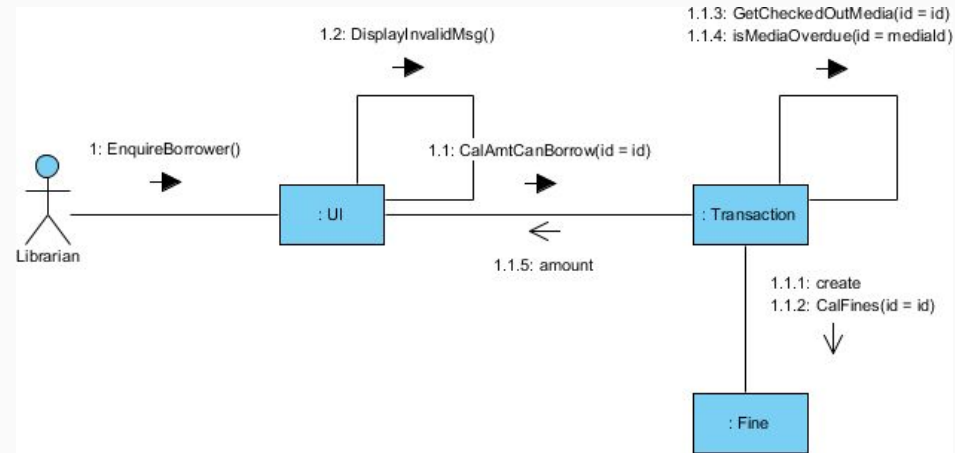 1.1.3: GetCheckedOutMedia(id = id)
1.2: DisplayInvalidMsg()
1.1.4: isMediaOverdue(id = mediaId)
1: EnquireBorrower()
1.1: CalAmtCanBorrow(id = id)
: UI
: Transaction
Librarian
1.1.5: amount
1.1.1: create
1.1.2: CalFines(id = id)
: Fine